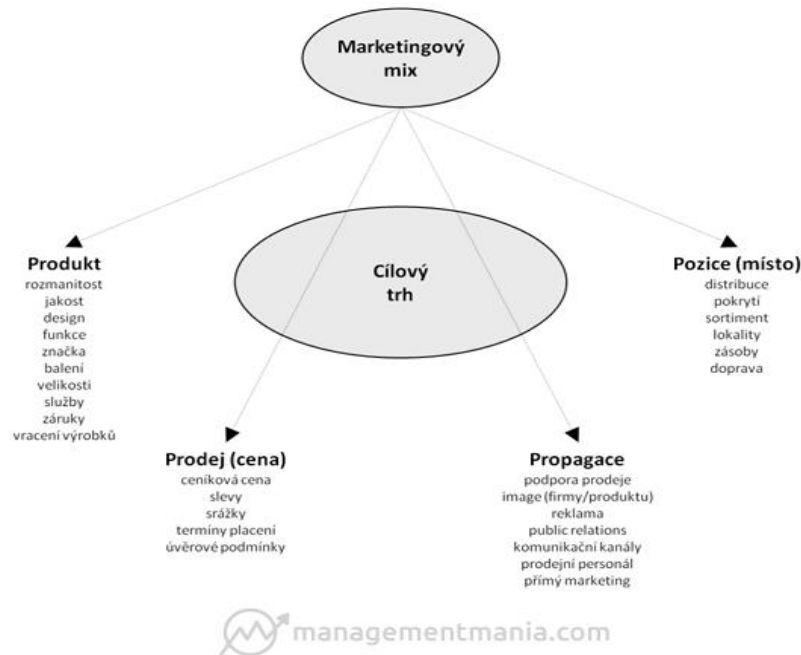 Marketingový
mix
Cílový
trh
Produkt
rozmanitost
jakost
design
funkce
značka
balení
velikosti
služby
záruky
vracení výrobků
Prodej (cena)
ceníková cena
slevy
srážky
termíny placení
úvěrové podmínky
Propagace
podpora prodeje
image (firmy/produktu)
reklama
public relations
komunikační kanály
prodejní personál
přímý marketing
Pozice (místo)
distribuce
pokrytí
sortiment
lokality
zásoby
doprava
managementmania.com